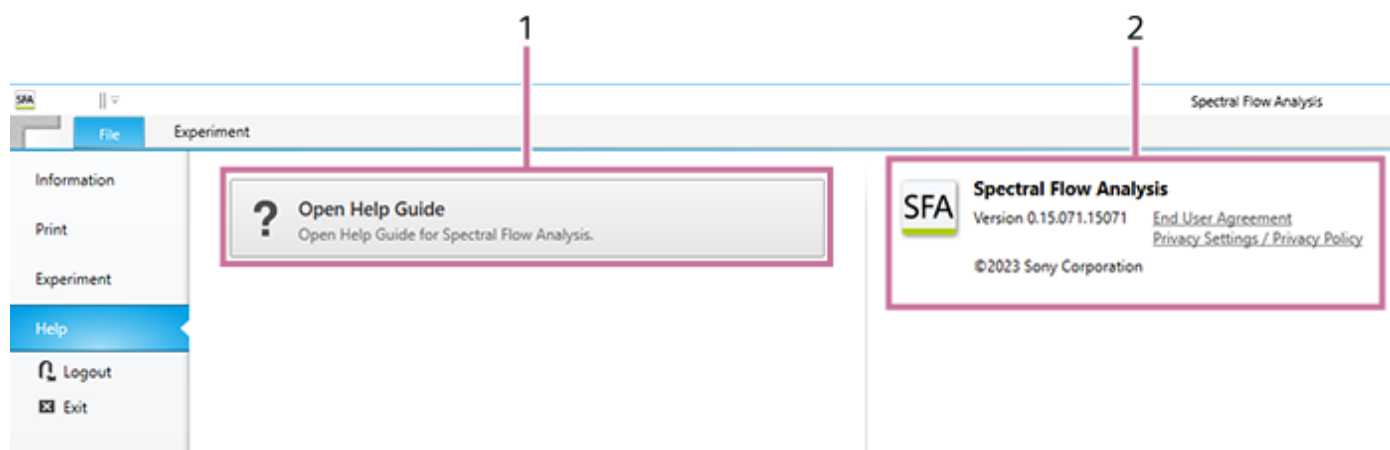 1
2
SFA
Spectral Flow Analysis
File
Experiment
Information
Print
Experiment
Help
Logout
Exit
?
Open Help Guide
Open Help Guide for Spectral Flow Analysis.
SFA
Spectral Flow Analysis
Version 0.15.071.15071
End User Agreement
Privacy Settings / Privacy Policy
©2023 Sony Corporation